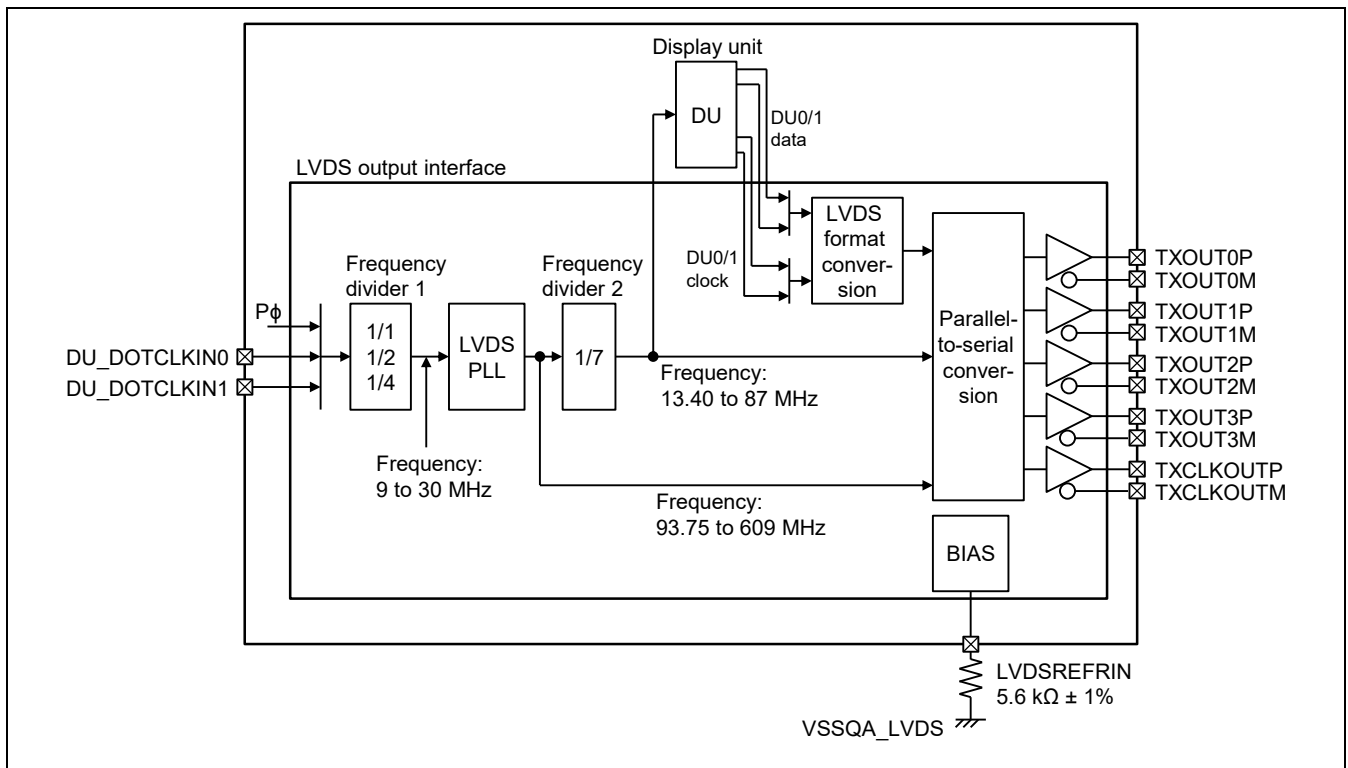 Display unit
DU
DU0/1
data
LVDS output interface
LVDS
format
conver-
sion
DU0/1
clock
Frequency
divider 1
Frequency
divider 2
Pϕ
1/1
1/2
1/4
LVDS
PLL
1/7
Parallel-
to-serial
conver-
sion
DU_DOTCLKIN0
DU_DOTCLKIN1
Frequency:
13.40 to 87 MHz
Frequency:
9 to 30 MHz
Frequency:
93.75 to 609 MHz
TXOUT0P
TXOUT0M
TXOUT1P
TXOUT1M
TXOUT2P
TXOUT2M
TXOUT3P
TXOUT3M
TXCLKOUTP
TXCLKOUTM
BIAS
LVDSREFRIN
5.6 kΩ ± 1%
VSSQA_LVDS